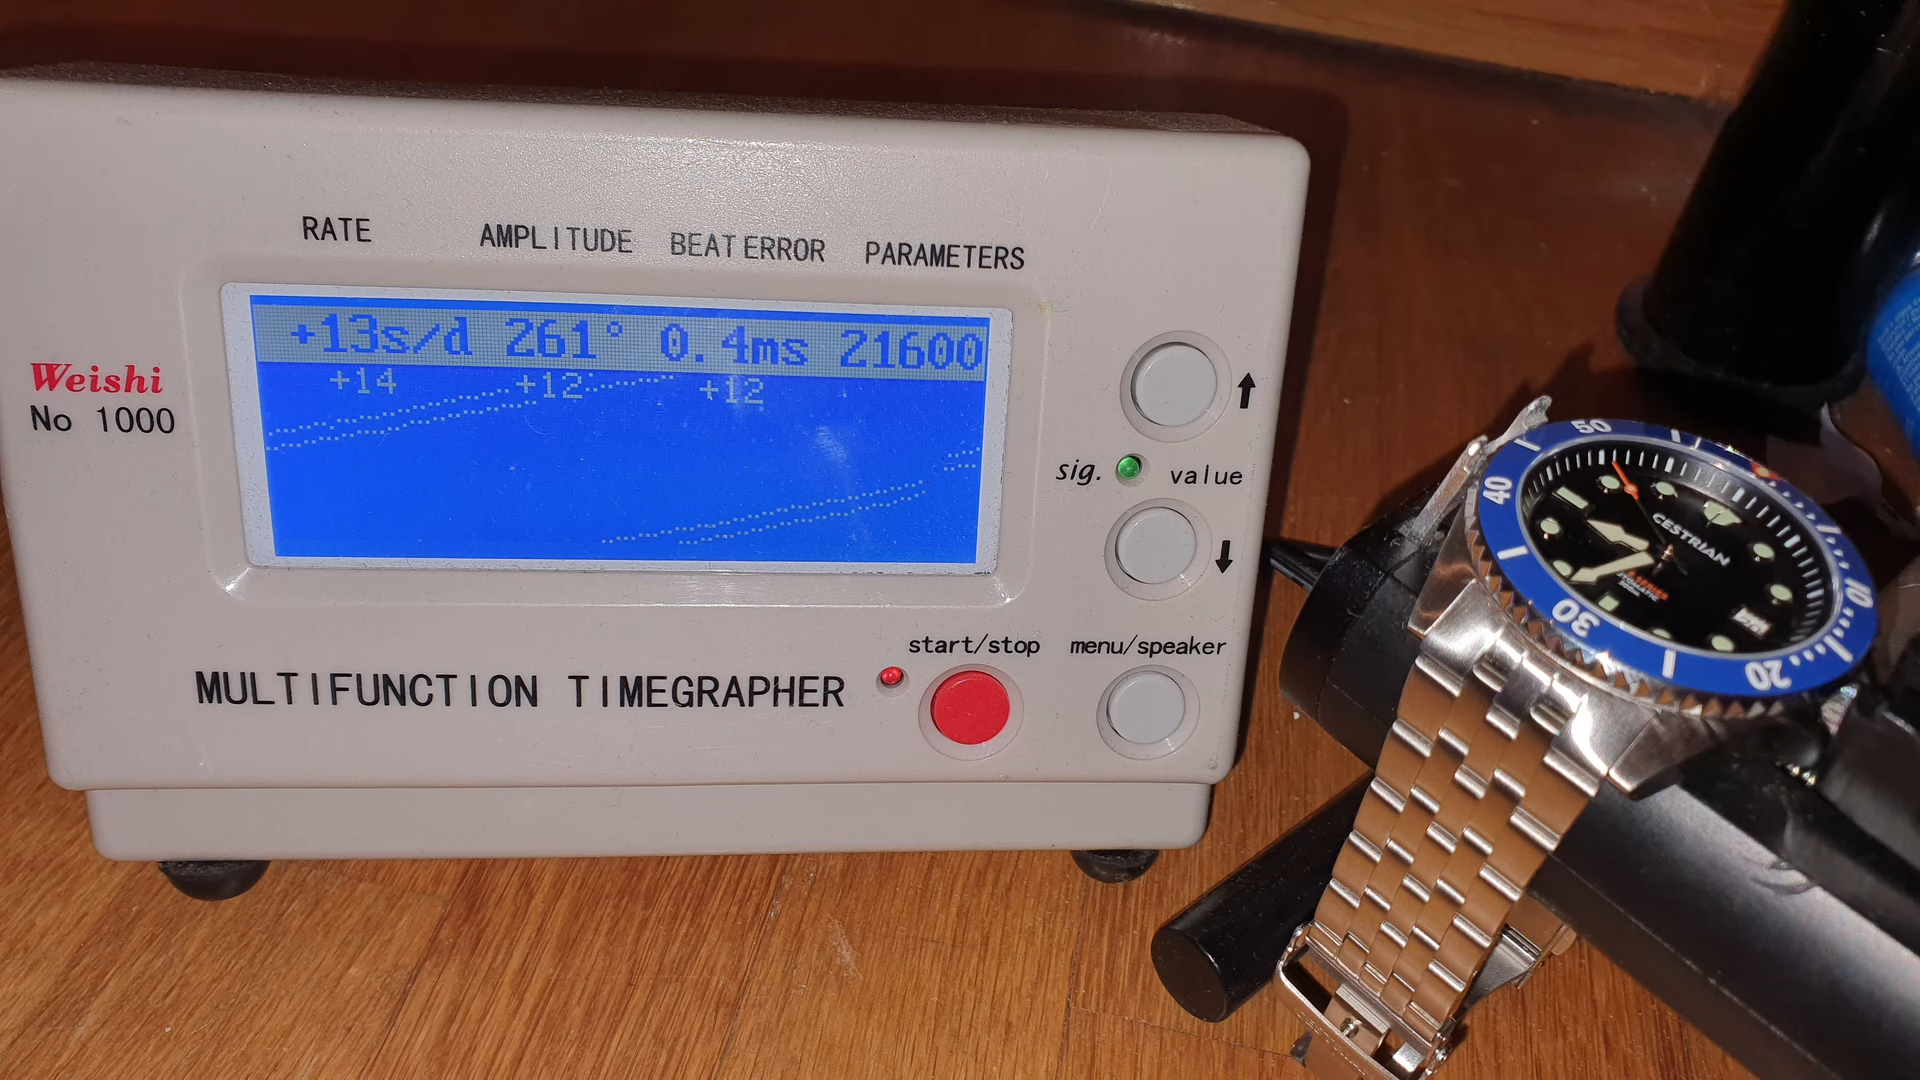 RATE AMPLITUDE BEAT ERROR PARAMETERS
+13s/d 261° 0.4ms 21600
+14 +12 +12
Weishi
No 1000
sig. value
start/stop menu/speaker
MULTIFUNCTION TIMEGRAPHER
50
40
30
20
10
CESTRIAN